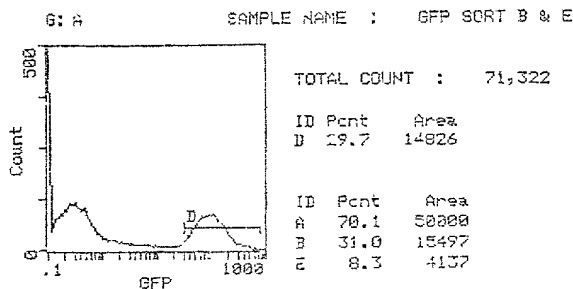 G: A
SAMPLE NAME : GFP SORT B & E
500
Count
0
D
.1 1000
GFP
TOTAL COUNT : 71,322
ID Pcnt Area
D 29.7 14826
ID Pcnt Area
A 70.1 50000
B 31.0 15497
E 8.3 4137